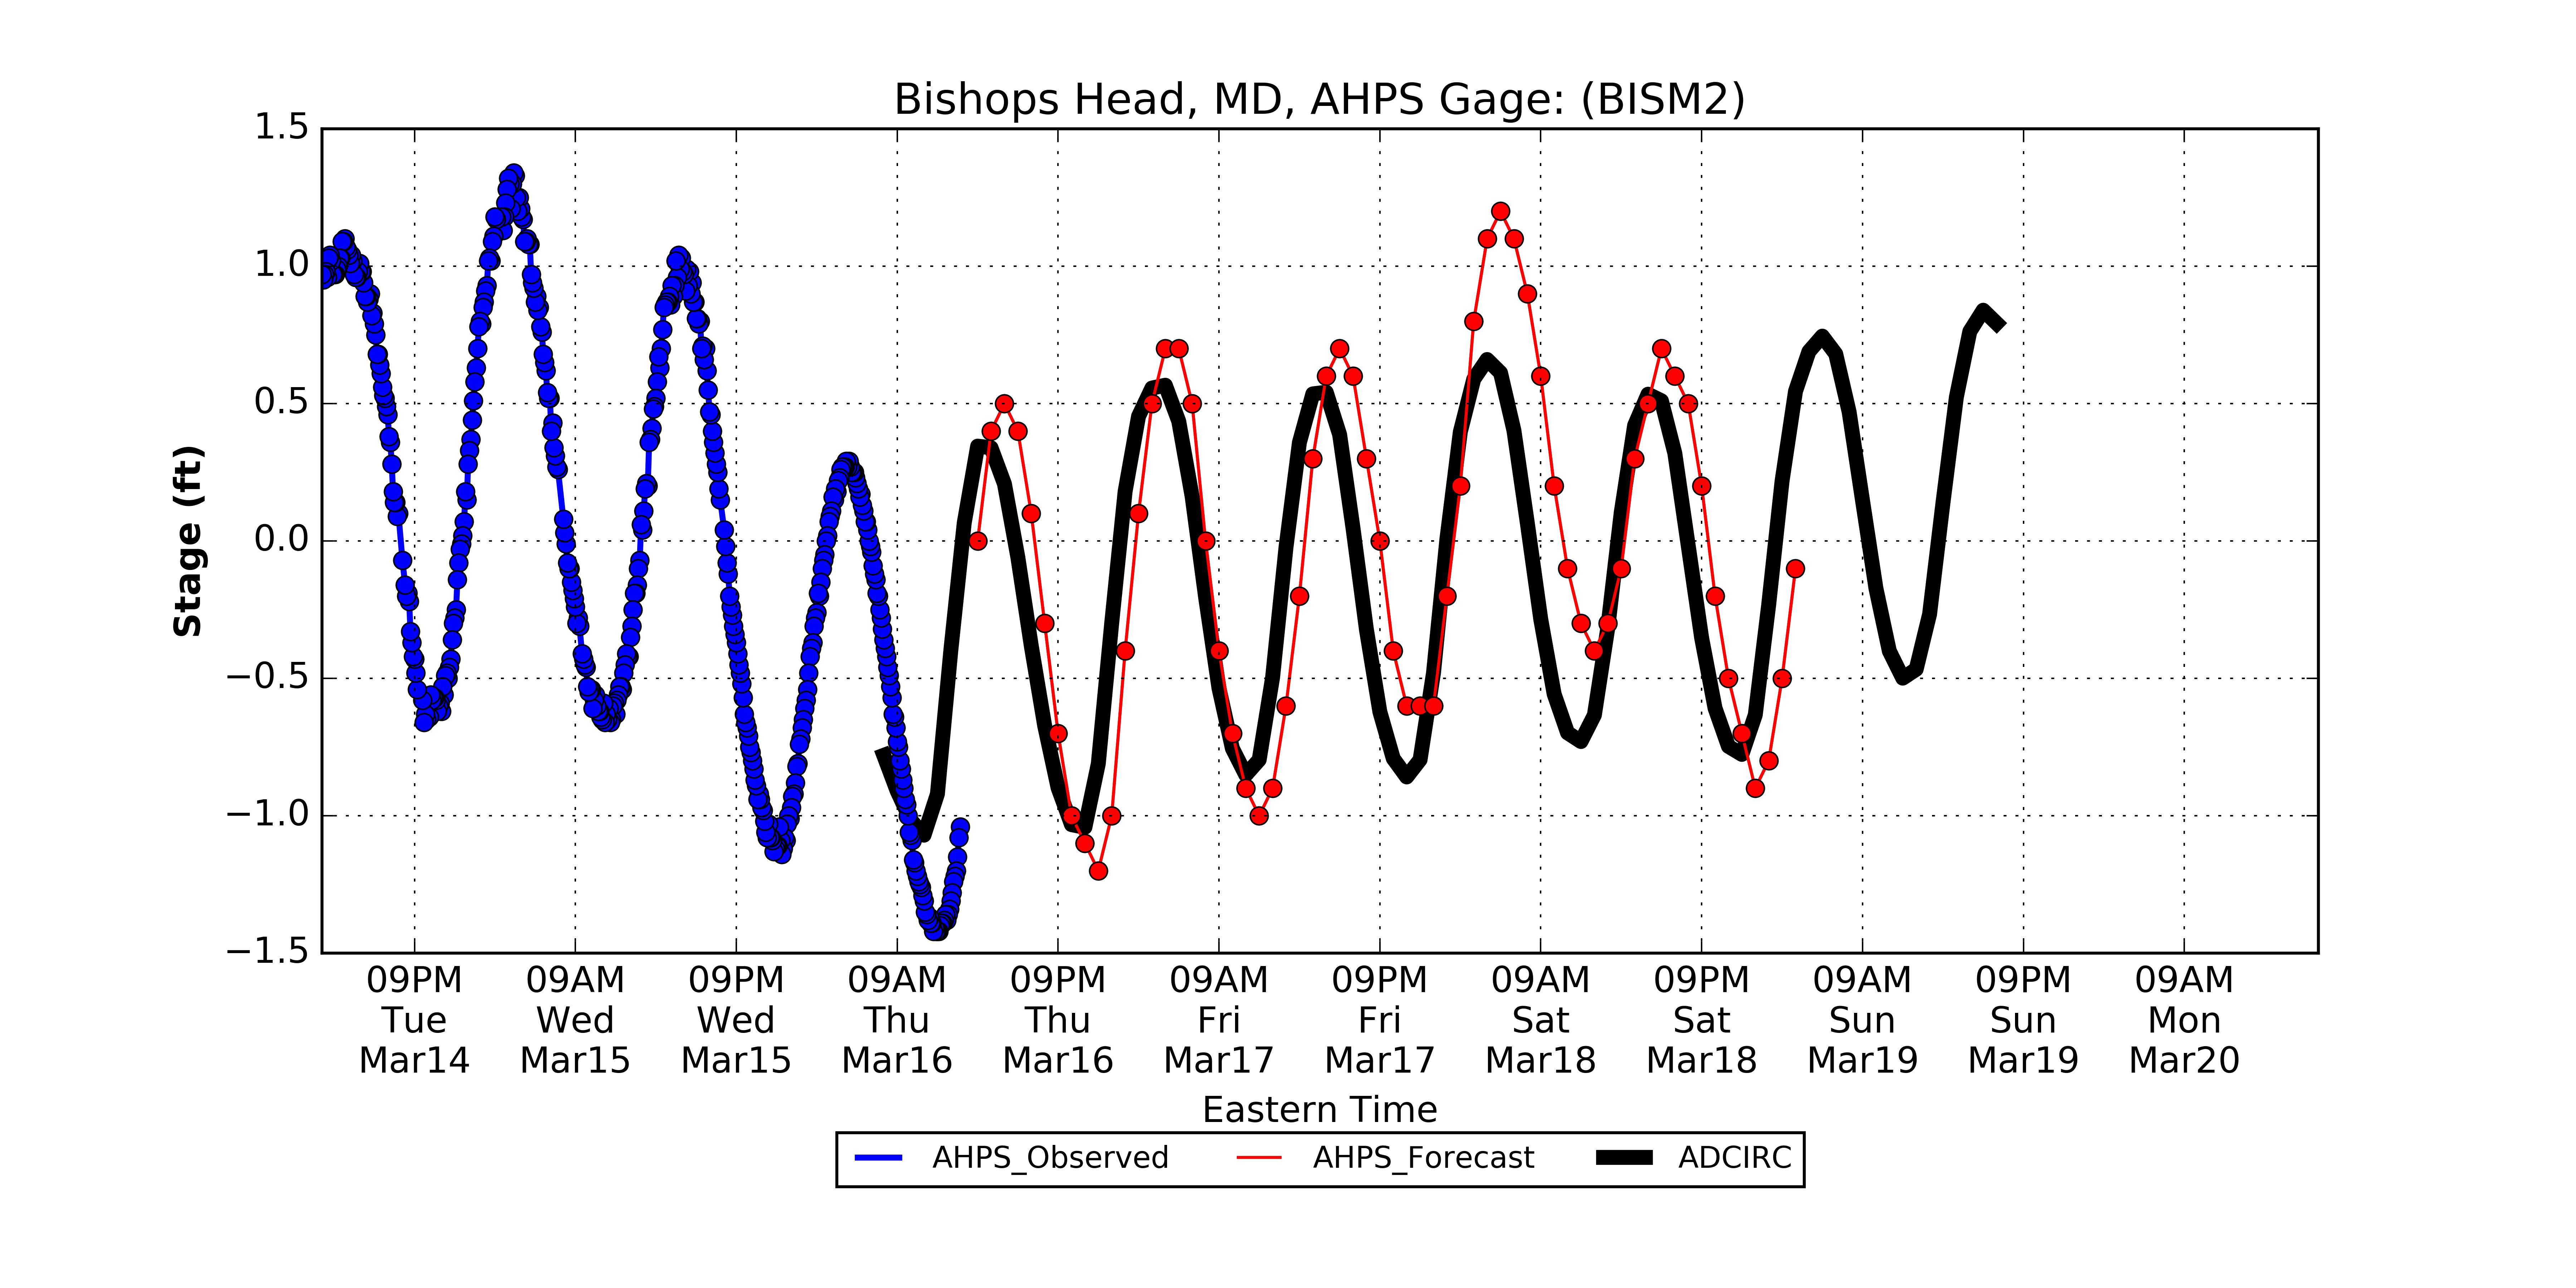 Bishops Head, MD, AHPS Gage: (BISM2)
1.5
1.0
0.5
0.0
−0.5
−1.0
−1.5
Stage (ft)
09PM 09AM 09PM 09AM 09PM 09AM 09PM 09AM 09PM 09AM 09PM 09AM
Tue Wed Wed Thu Thu Fri Fri Sat Sat Sun Sun Mon
Mar14 Mar15 Mar15 Mar16 Mar16 Mar17 Mar17 Mar18 Mar18 Mar19 Mar19 Mar20
Eastern Time
AHPS_Observed AHPS_Forecast ADCIRC